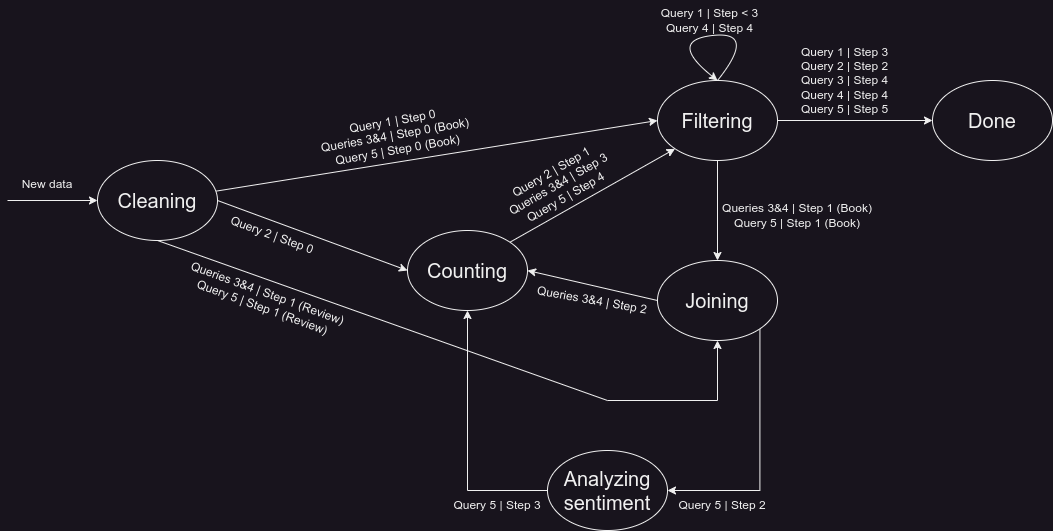 Query 1 | Step < 3
Query 4 | Step 4
Query 1 | Step 3
Query 2 | Step 2
Query 3 | Step 4
Query 4 | Step 4
Query 5 | Step 5
Filtering
Done
Query 1 | Step 0
Queries 3&4 | Step 0 (Book)
Query 5 | Step 0 (Book)
New data
Cleaning
Query 2 | Step 1
Queries 3&4 | Step 3
Query 5 | Step 4
Queries 3&4 | Step 1 (Book)
Query 5 | Step 1 (Book)
Query 2 | Step 0
Counting
Queries 3&4 | Step 2
Joining
Queries 3&4 | Step 1 (Review)
Query 5 | Step 1 (Review)
Analyzing
sentiment
Query 5 | Step 3
Query 5 | Step 2